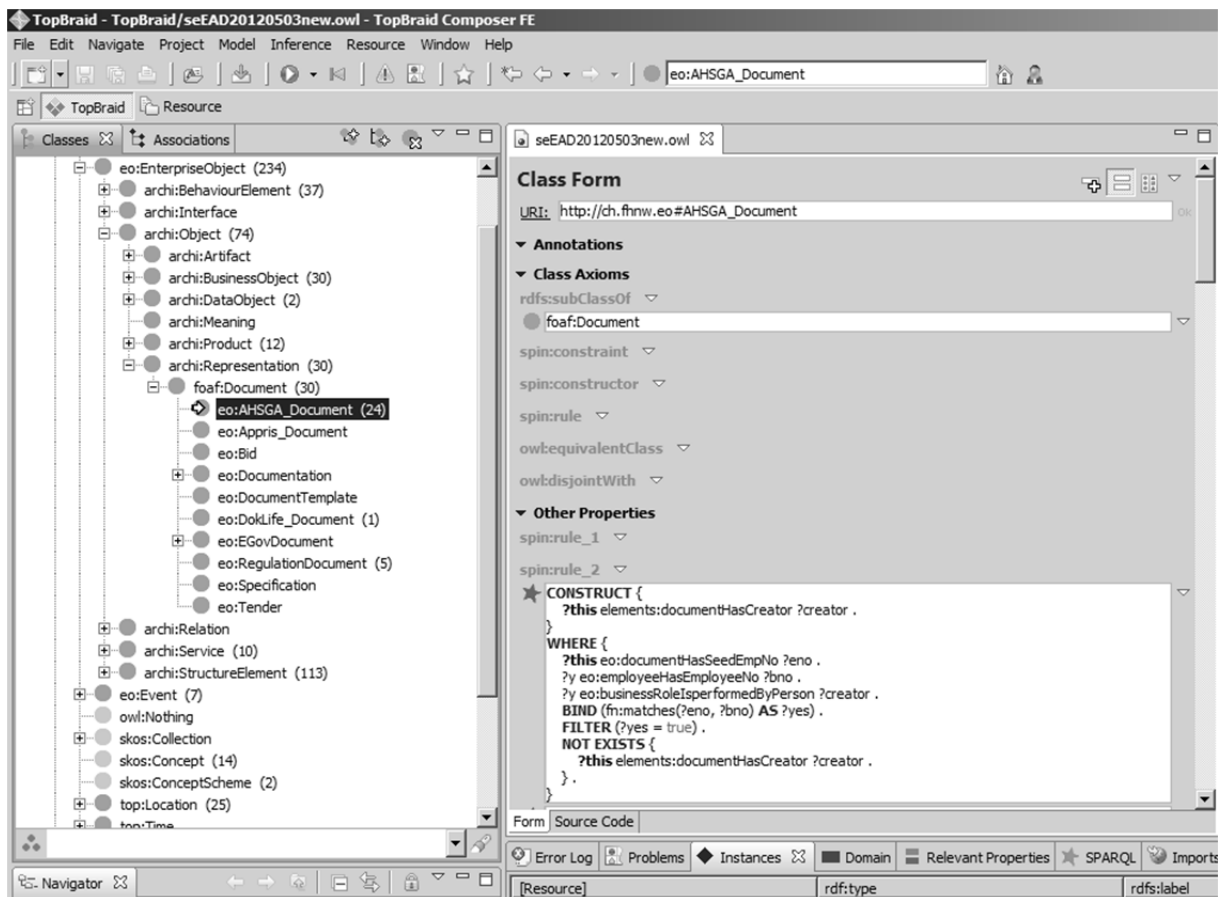 TopBraid - TopBraid/seEAD20120503new.owl - TopBraid Composer FE
File Edit Navigate Project Model Inference Resource Window Help
eo:AHSGA_Document
TopBraid Resource
Classes Associations
eo:EnterpriseObject (234)
archi:BehaviourElement (37)
archi:Interface
archi:Object (74)
archi:Artifact
archi:BusinessObject (30)
archi:DataObject (2)
archi:Meaning
archi:Product (12)
archi:Representation (30)
foaf:Document (30)
eo:AHSGA_Document (24)
eo:Appris_Document
eo:Bid
eo:Documentation
eo:DocumentTemplate
eo:DokLife_Document (1)
eo:EGovDocument
eo:RegulationDocument (5)
eo:Specification
eo:Tender
archi:Relation
archi:Service (10)
archi:StructureElement (113)
eo:Event (7)
owl:Nothing
skos:Collection
skos:Concept (14)
skos:ConceptScheme (2)
top:Location (25)
top:Time
Navigator
seEAD20120503new.owl
Class Form
URI: http://ch.fhnw.eo#AHSGA_Document Ok
Annotations
Class Axioms
rdfs:subClassOf
foaf:Document
spin:constraint
spin:constructor
spin:rule
owl:equivalentClass
owl:disjointWith
Other Properties
spin:rule_1
spin:rule_2
CONSTRUCT {
?this elements:documentHasCreator ?creator .
}
WHERE {
?this eo:documentHasSeedEmpNo ?eno .
?y eo:employeeHasEmployeeNo ?bno .
?y eo:businessRoleIsperformedByPerson ?creator .
BIND (fn:matches(?eno, ?bno) AS ?yes) .
FILTER (?yes = true) .
NOT EXISTS {
?this elements:documentHasCreator ?creator .
} .
}
Form Source Code
Error Log Problems Instances Domain Relevant Properties SPARQL Imports
[Resource] rdf:type rdfs:label